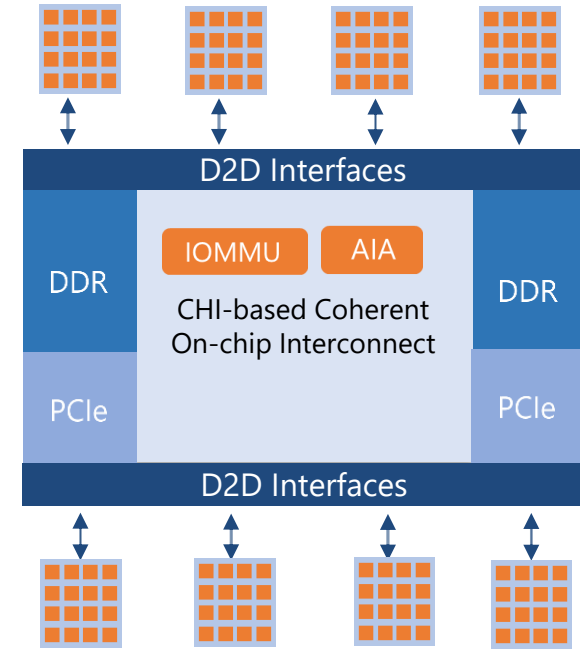 D2D Interfaces
IOMMU
AIA
DDR
DDR
CHI-based Coherent
On-chip Interconnect
PCIe
PCIe
D2D Interfaces